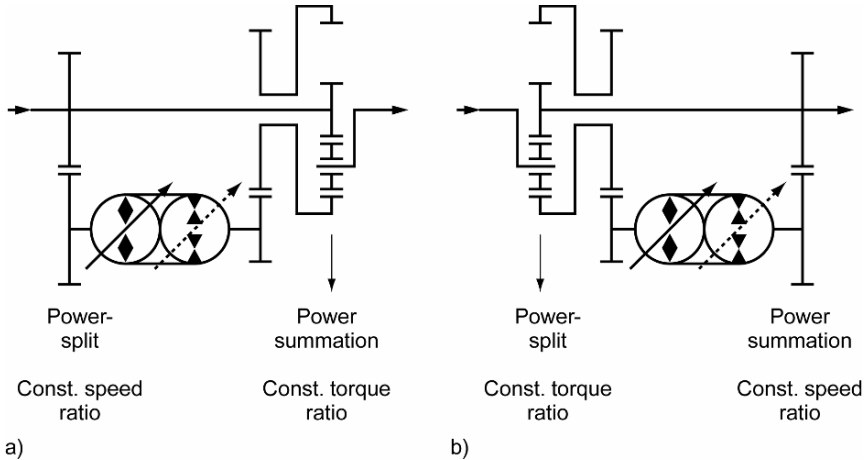 Power-
split
Power
summation
Power-
split
Power
summation
Const. speed
ratio
Const. torque
ratio
Const. torque
ratio
Const. speed
ratio
a)
b)